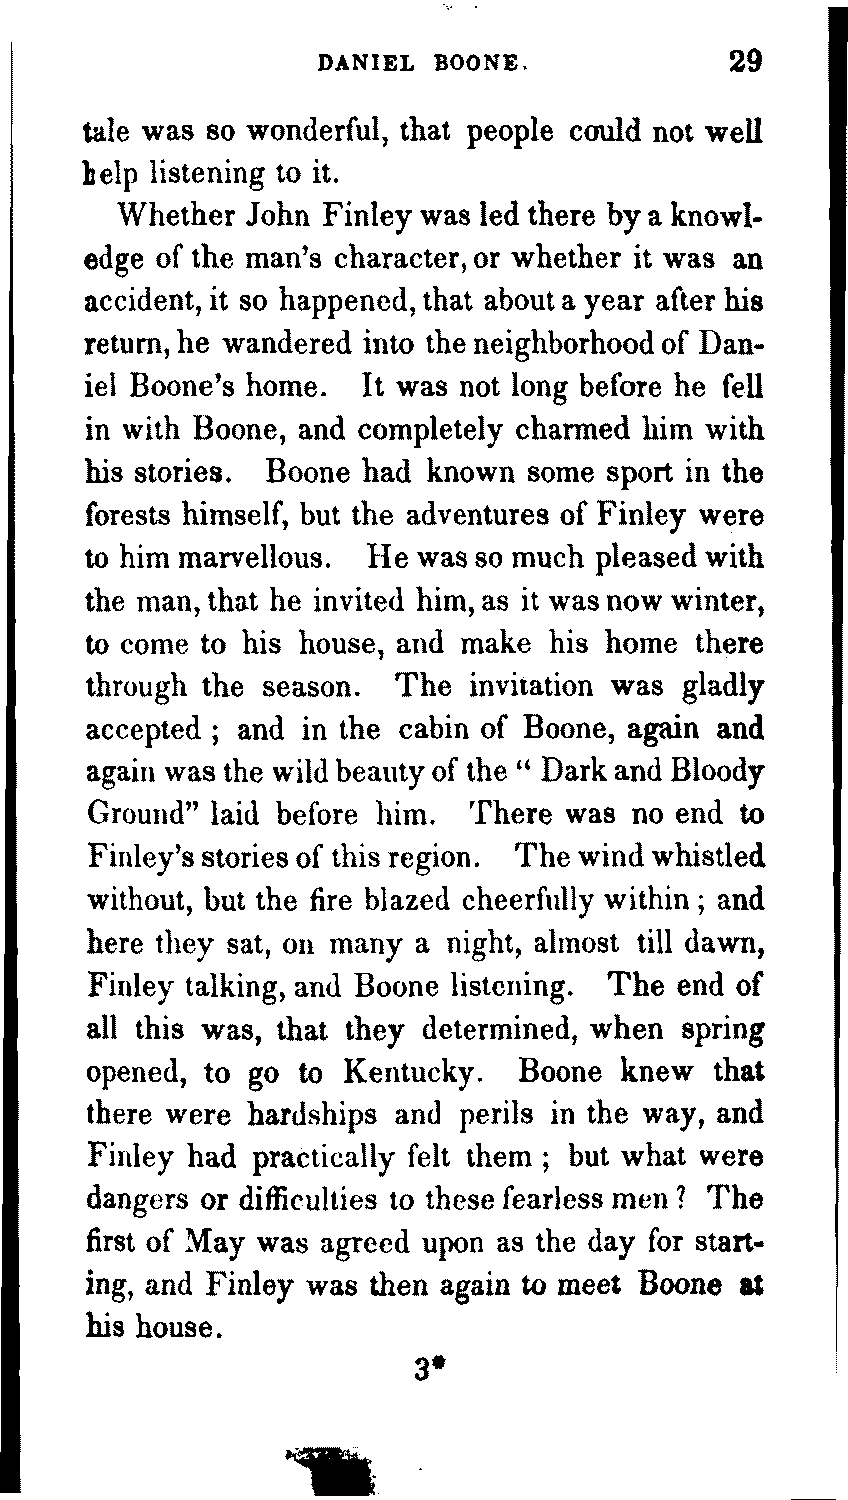 DANIEL BOONE. 29
tale was so wonderful, that people could not well
help listening to it.
Whether John Finley was led there by a knowl-
edge of the man's character, or whether it was an
accident, it so happened, that about a year after his
return, he wandered into the neighborhood of Dan-
iel Boone's home. It was not long before he fell
in with Boone, and completely charmed him with
his stories. Boone had known some sport in the
forests himself, but the adventures of Finley were
to him marvellous. He was so much pleased with
the man, that he invited him, as it was now winter,
to come to his house, and make his home there
through the season. The invitation was gladly
accepted ; and in the cabin of Boone, again and
again was the wild beauty of the “ Dark and Bloody
Ground” laid before him. There was no end to
Finley's stories of this region. The wind whistled
without, but the fire blazed cheerfully within ; and
here they sat, on many a night, almost till dawn,
Finley talking, and Boone listening. The end of
all this was, that they determined, when spring
opened, to go to Kentucky. Boone knew that
there were hardships and perils in the way, and
Finley had practically felt them ; but what were
dangers or difficulties to these fearless men ? The
first of May was agreed upon as the day for start-
ing, and Finley was then again to meet Boone at
his house.
3*